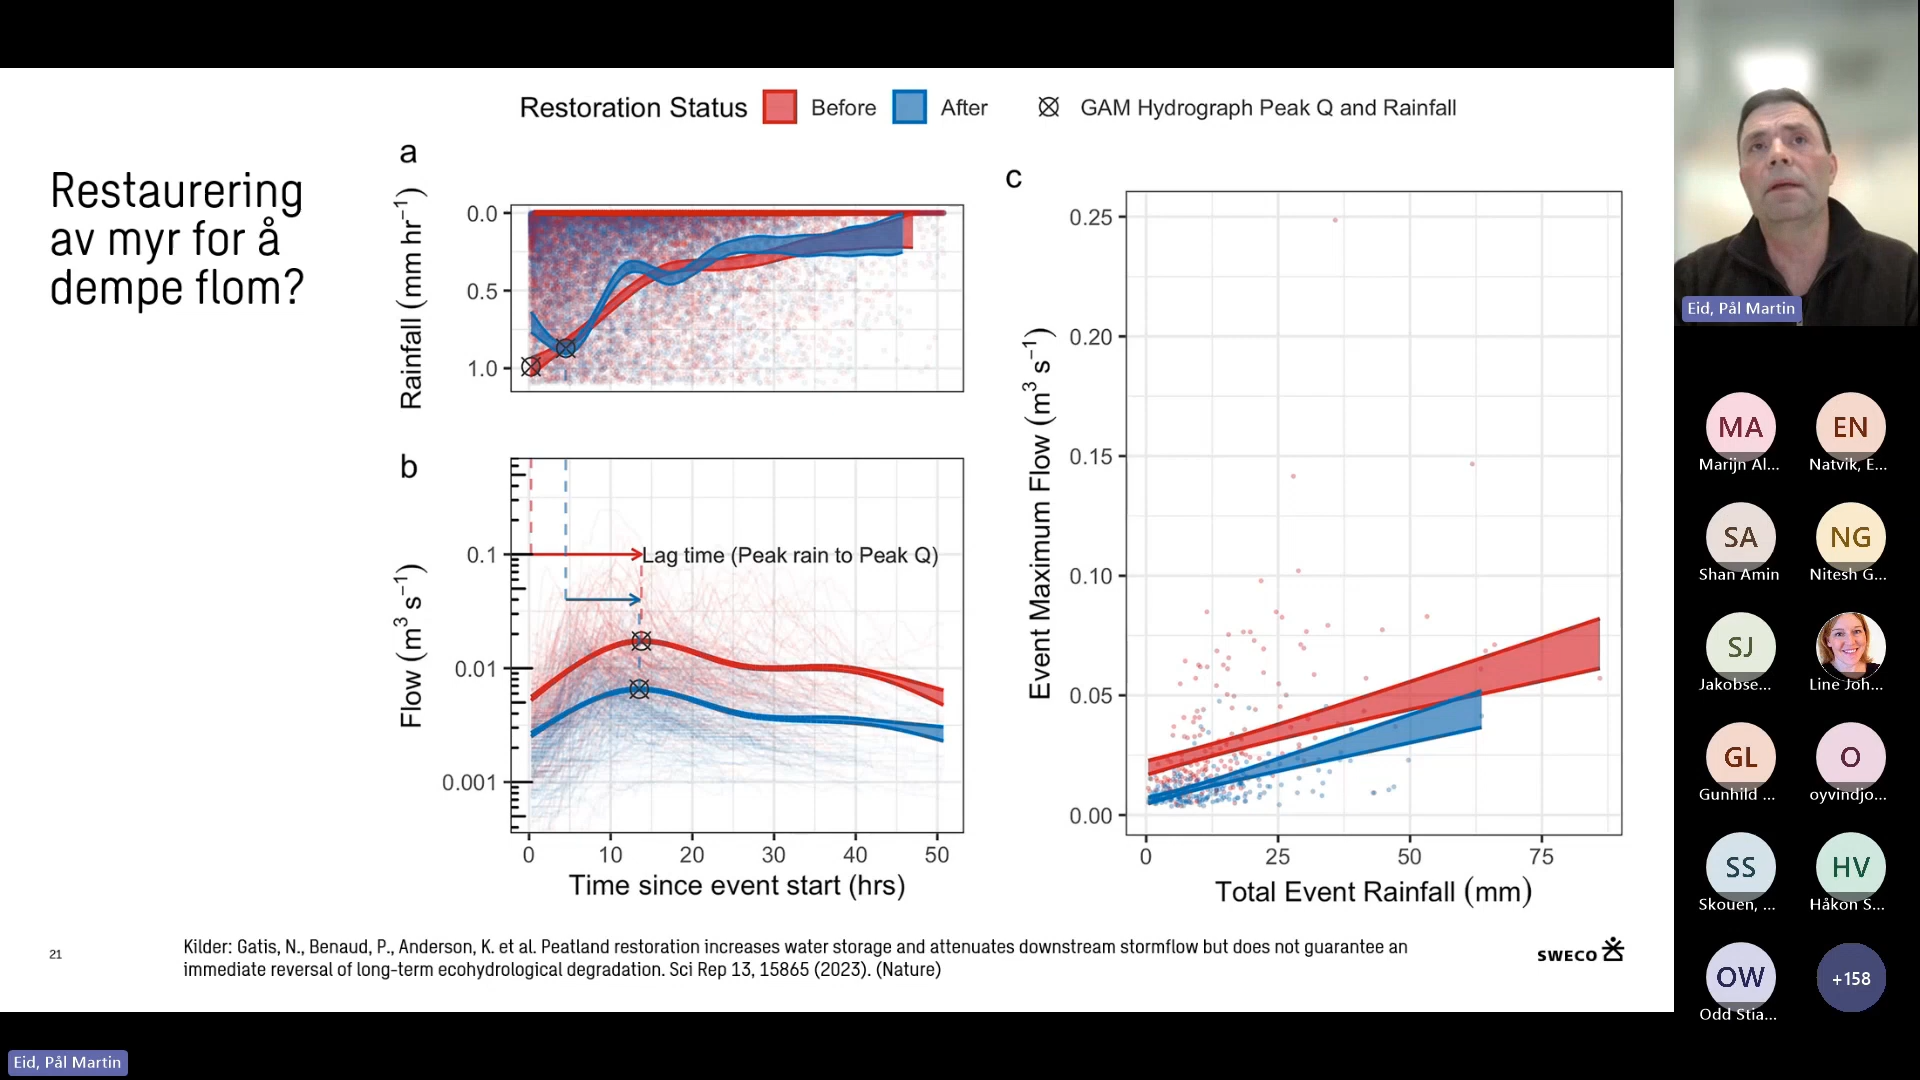 Restoration Status Before After GAM Hydrograph Peak Q and Rainfall
Restaurering
av myr for å
dempe flom?
a
Rainfall (mm hr⁻¹)
0.0
0.5
1.0
b
Flow (m³ s⁻¹)
0.1
0.01
0.001
Lag time (Peak rain to Peak Q)
0 10 20 30 40 50
Time since event start (hrs)
c
Event Maximum Flow (m³ s⁻¹)
0.25
0.20
0.15
0.10
0.05
0.00
0 25 50 75
Total Event Rainfall (mm)
21
Kilder: Gatis, N., Benaud, P., Anderson, K. et al. Peatland restoration increases water storage and attenuates downstream stormflow but does not guarantee an
immediate reversal of long-term ecohydrological degradation. Sci Rep 13, 15865 (2023). (Nature)
SWECO
Eid, Pål Martin
MA
Marijn Al...
EN
Natvik, E...
SA
Shan Amin
NG
Nitesh G...
SJ
Jakobse...
Line Joh...
GL
Gunhild ...
O
oyvindjo...
SS
Skouen, ...
HV
Håkon S...
OW
Odd Stia...
+158
Eid, Pål Martin